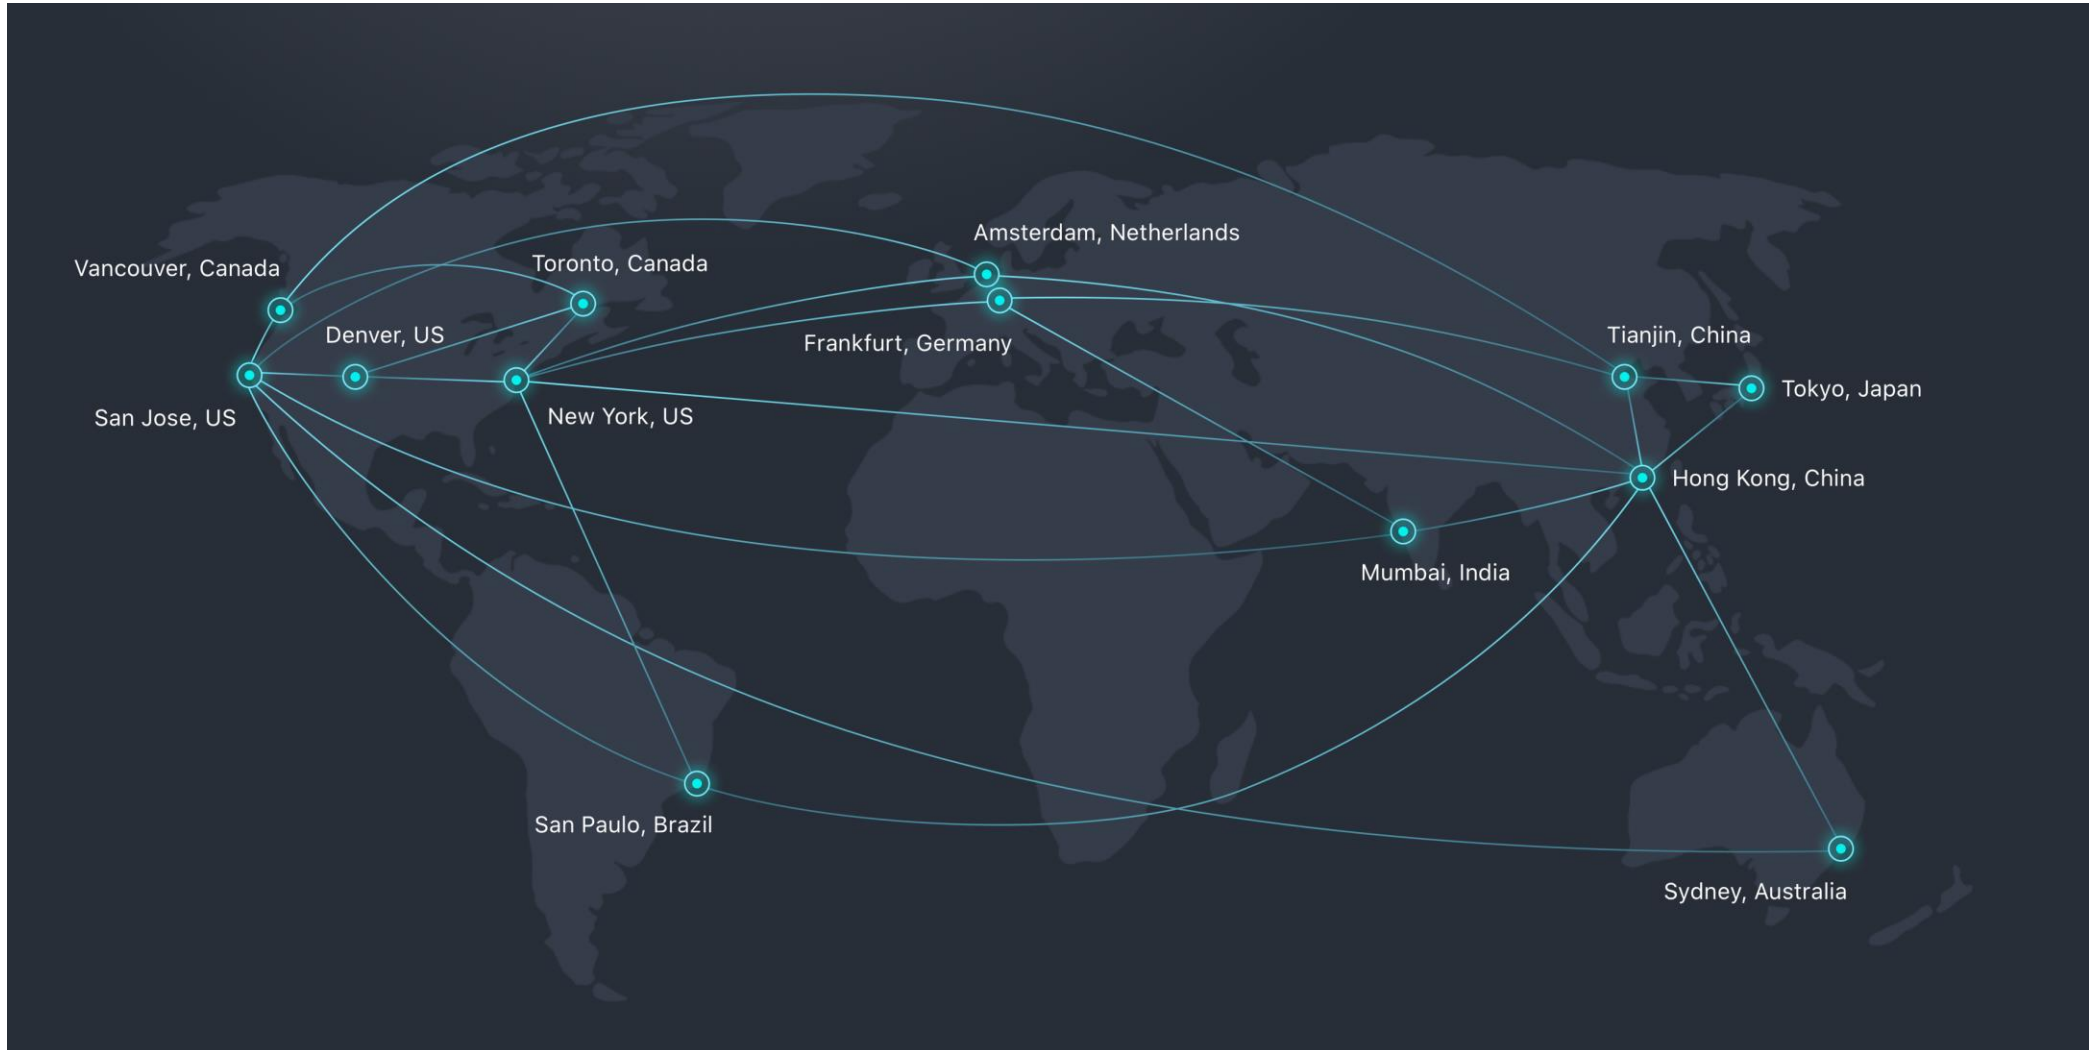 Amsterdam, Netherlands
Vancouver, Canada
Toronto, Canada
Denver, US
Frankfurt, Germany
Tianjin, China
Tokyo, Japan
San Jose, US
New York, US
Hong Kong, China
Mumbai, India
San Paulo, Brazil
Sydney, Australia